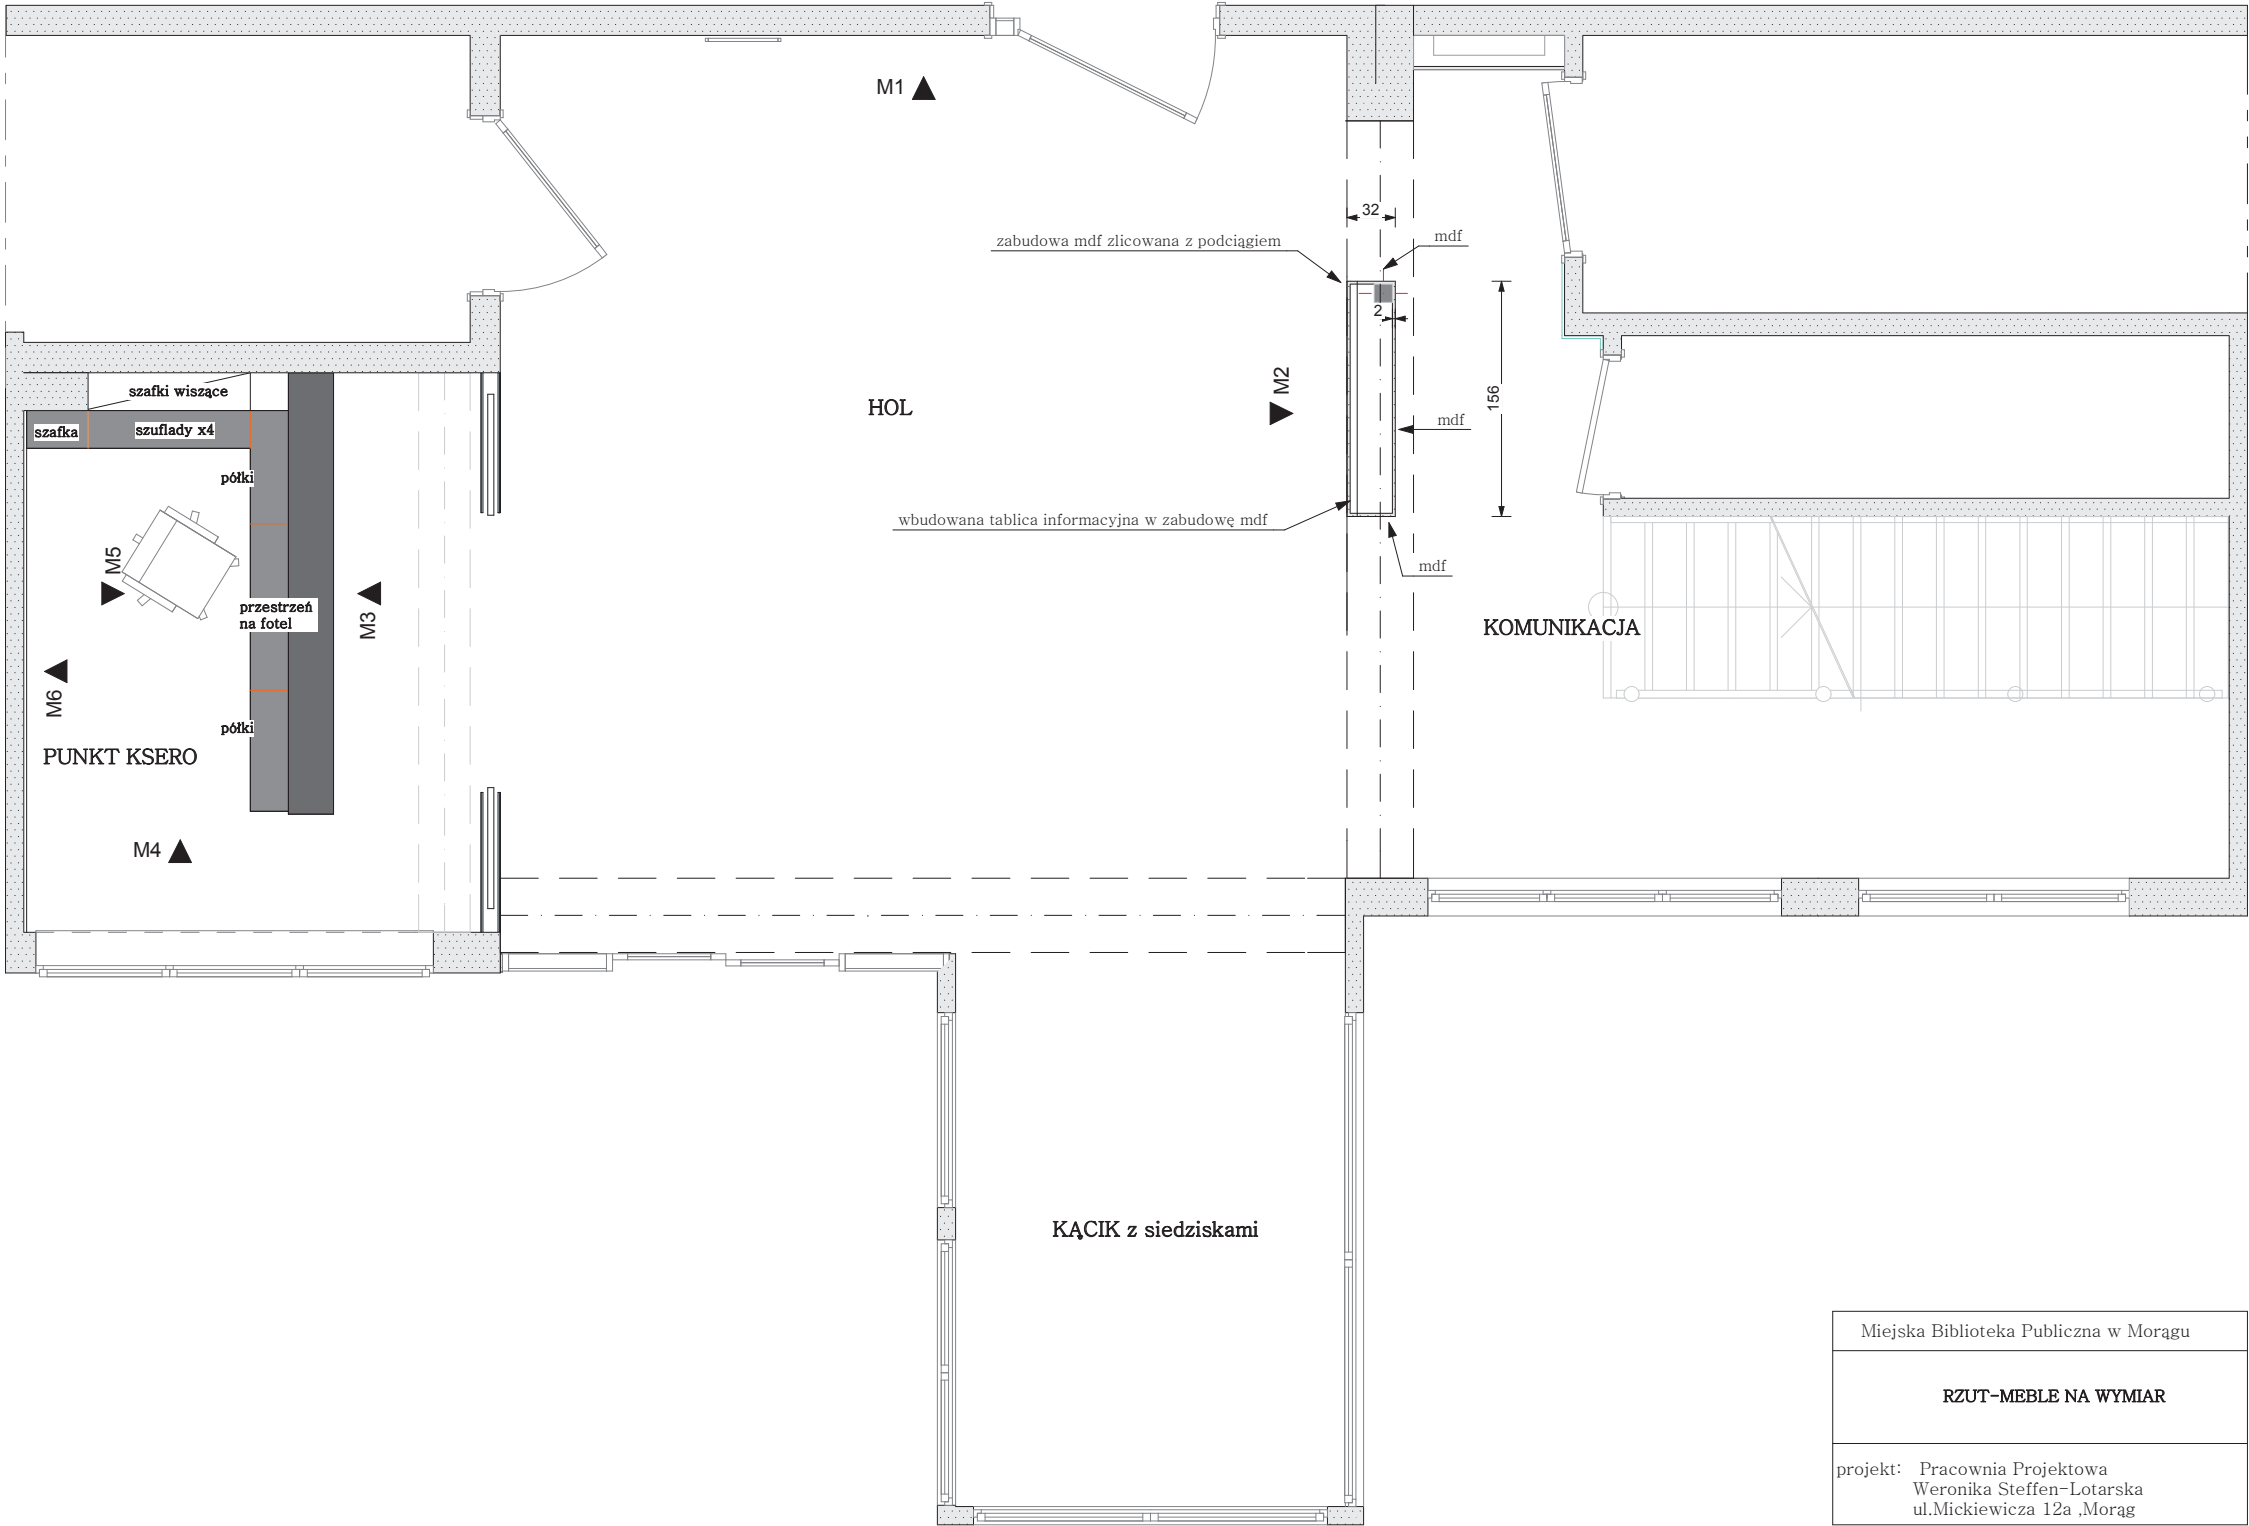 M1
32
zabudowa mdf zlicowana z podciągiem
mdf
2
szafki wiszące
M2
156
HOL
szafka
szuflady x4
mdf
półki
wbudowana tablica informacyjna w zabudowę mdf
M5
mdf
przestrzeń
na fotel
M3
KOMUNIKACJA
M6
półki
PUNKT KSERO
M4
KĄCIK z siedziskami
Miejska Biblioteka Publiczna w Morągu
RZUT-MEBLE NA WYMIAR
projekt: Pracownia Projektowa
Weronika Steffen-Lotarska
ul.Mickiewicza 12a ,Morąg